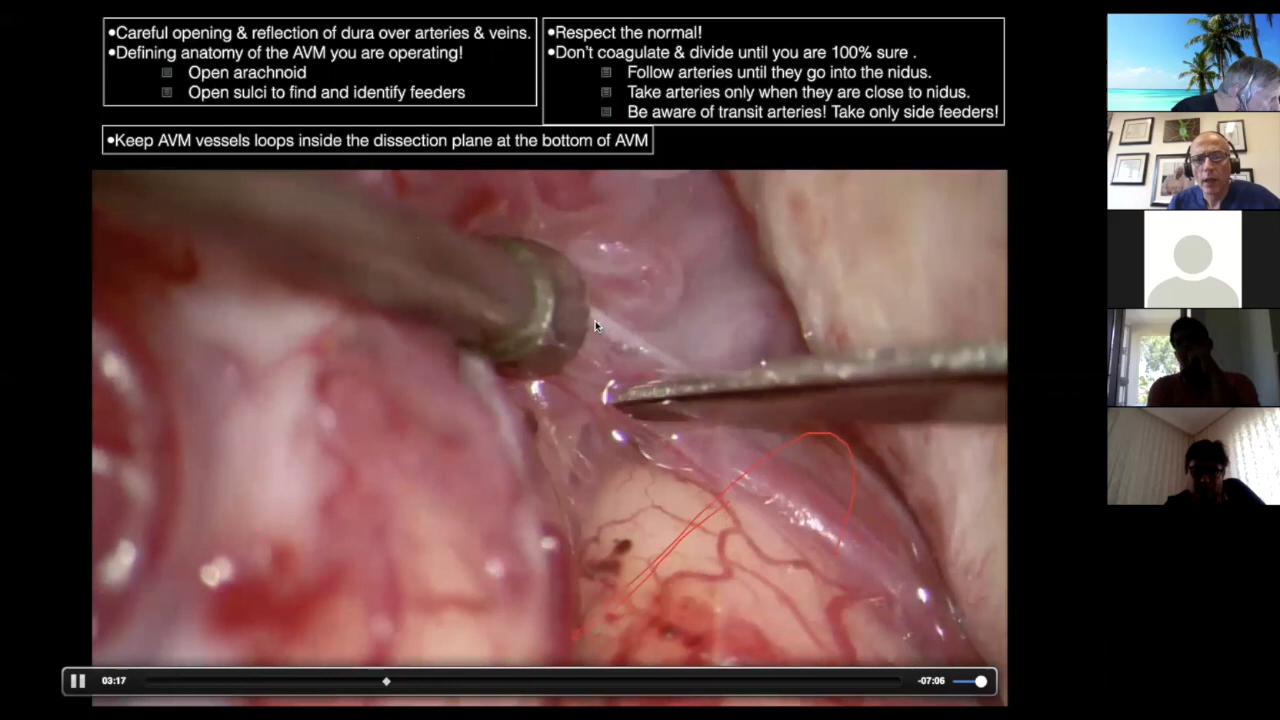 •Careful opening & reflection of dura over arteries & veins.
•Defining anatomy of the AVM you are operating!
Open arachnoid
Open sulci to find and identify feeders
•Respect the normal!
•Don't coagulate & divide until you are 100% sure .
Follow arteries until they go into the nidus.
Take arteries only when they are close to nidus.
Be aware of transit arteries! Take only side feeders!
•Keep AVM vessels loops inside the dissection plane at the bottom of AVM
03:17
-07:06